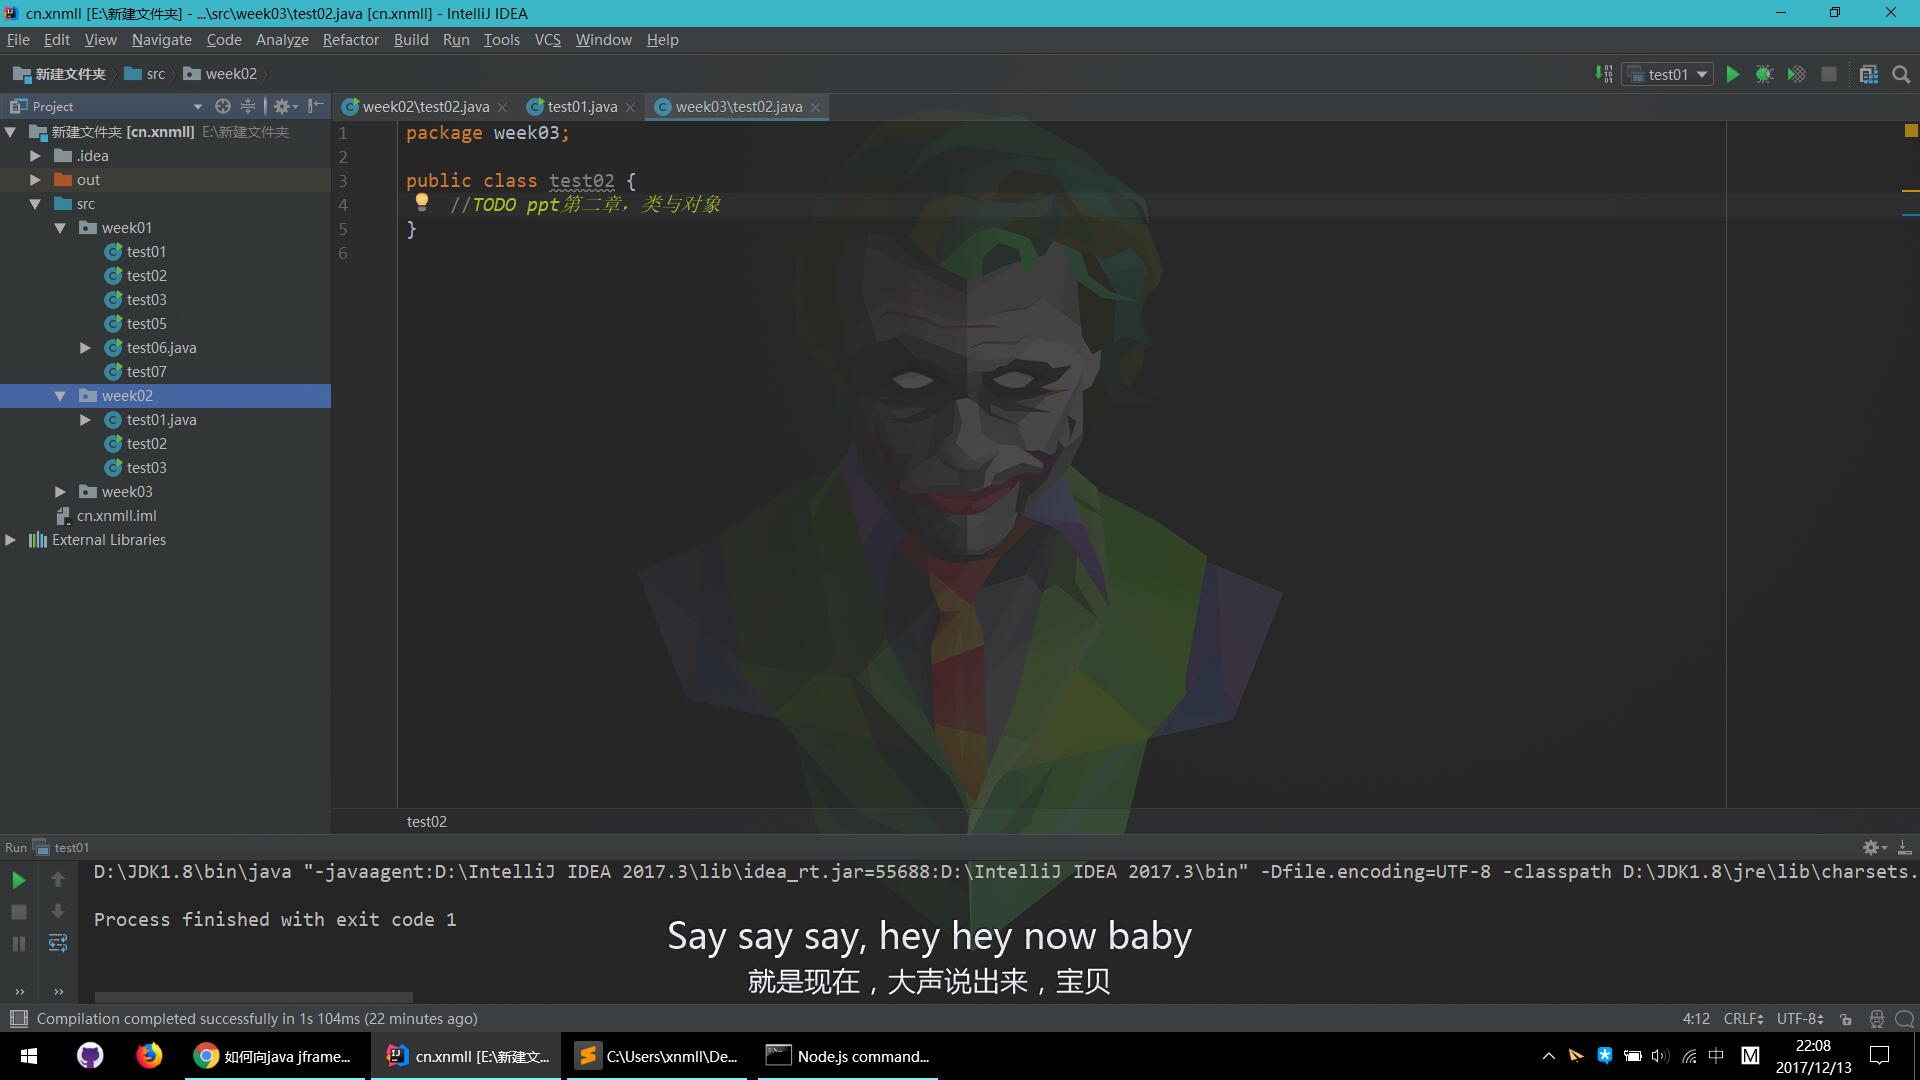 cn.xnmll [E:\新建文件夹] - ...\src\week03\test02.java [cn.xnmll] - IntelliJ IDEA
File Edit View Navigate Code Analyze Refactor Build Run Tools VCS Window Help
新建文件夹 src week02
test01
Project
week02\test02.java test01.java week03\test02.java
新建文件夹 [cn.xnmll] E:\新建文件夹
.idea
out
src
week01
test01
test02
test03
test05
test06.java
test07
week02
test01.java
test02
test03
week03
cn.xnmll.iml
External Libraries
1 package week03;
2
3 public class test02 {
4 //TODO ppt第二章，类与对象
5 }
6
test02
Run test01
D:\JDK1.8\bin\java "-javaagent:D:\IntelliJ IDEA 2017.3\lib\idea_rt.jar=55688:D:\IntelliJ IDEA 2017.3\bin" -Dfile.encoding=UTF-8 -classpath D:\JDK1.8\jre\lib\charsets.
Process finished with exit code 1
Say say say, hey hey now baby
就是现在，大声说出来，宝贝
Compilation completed successfully in 1s 104ms (22 minutes ago)
4:12 CRLF UTF-8
如何向java jframe... cn.xnmll [E:\新建文... C:\Users\xnmll\De... Node.js command...
中 M 22:08
2017/12/13